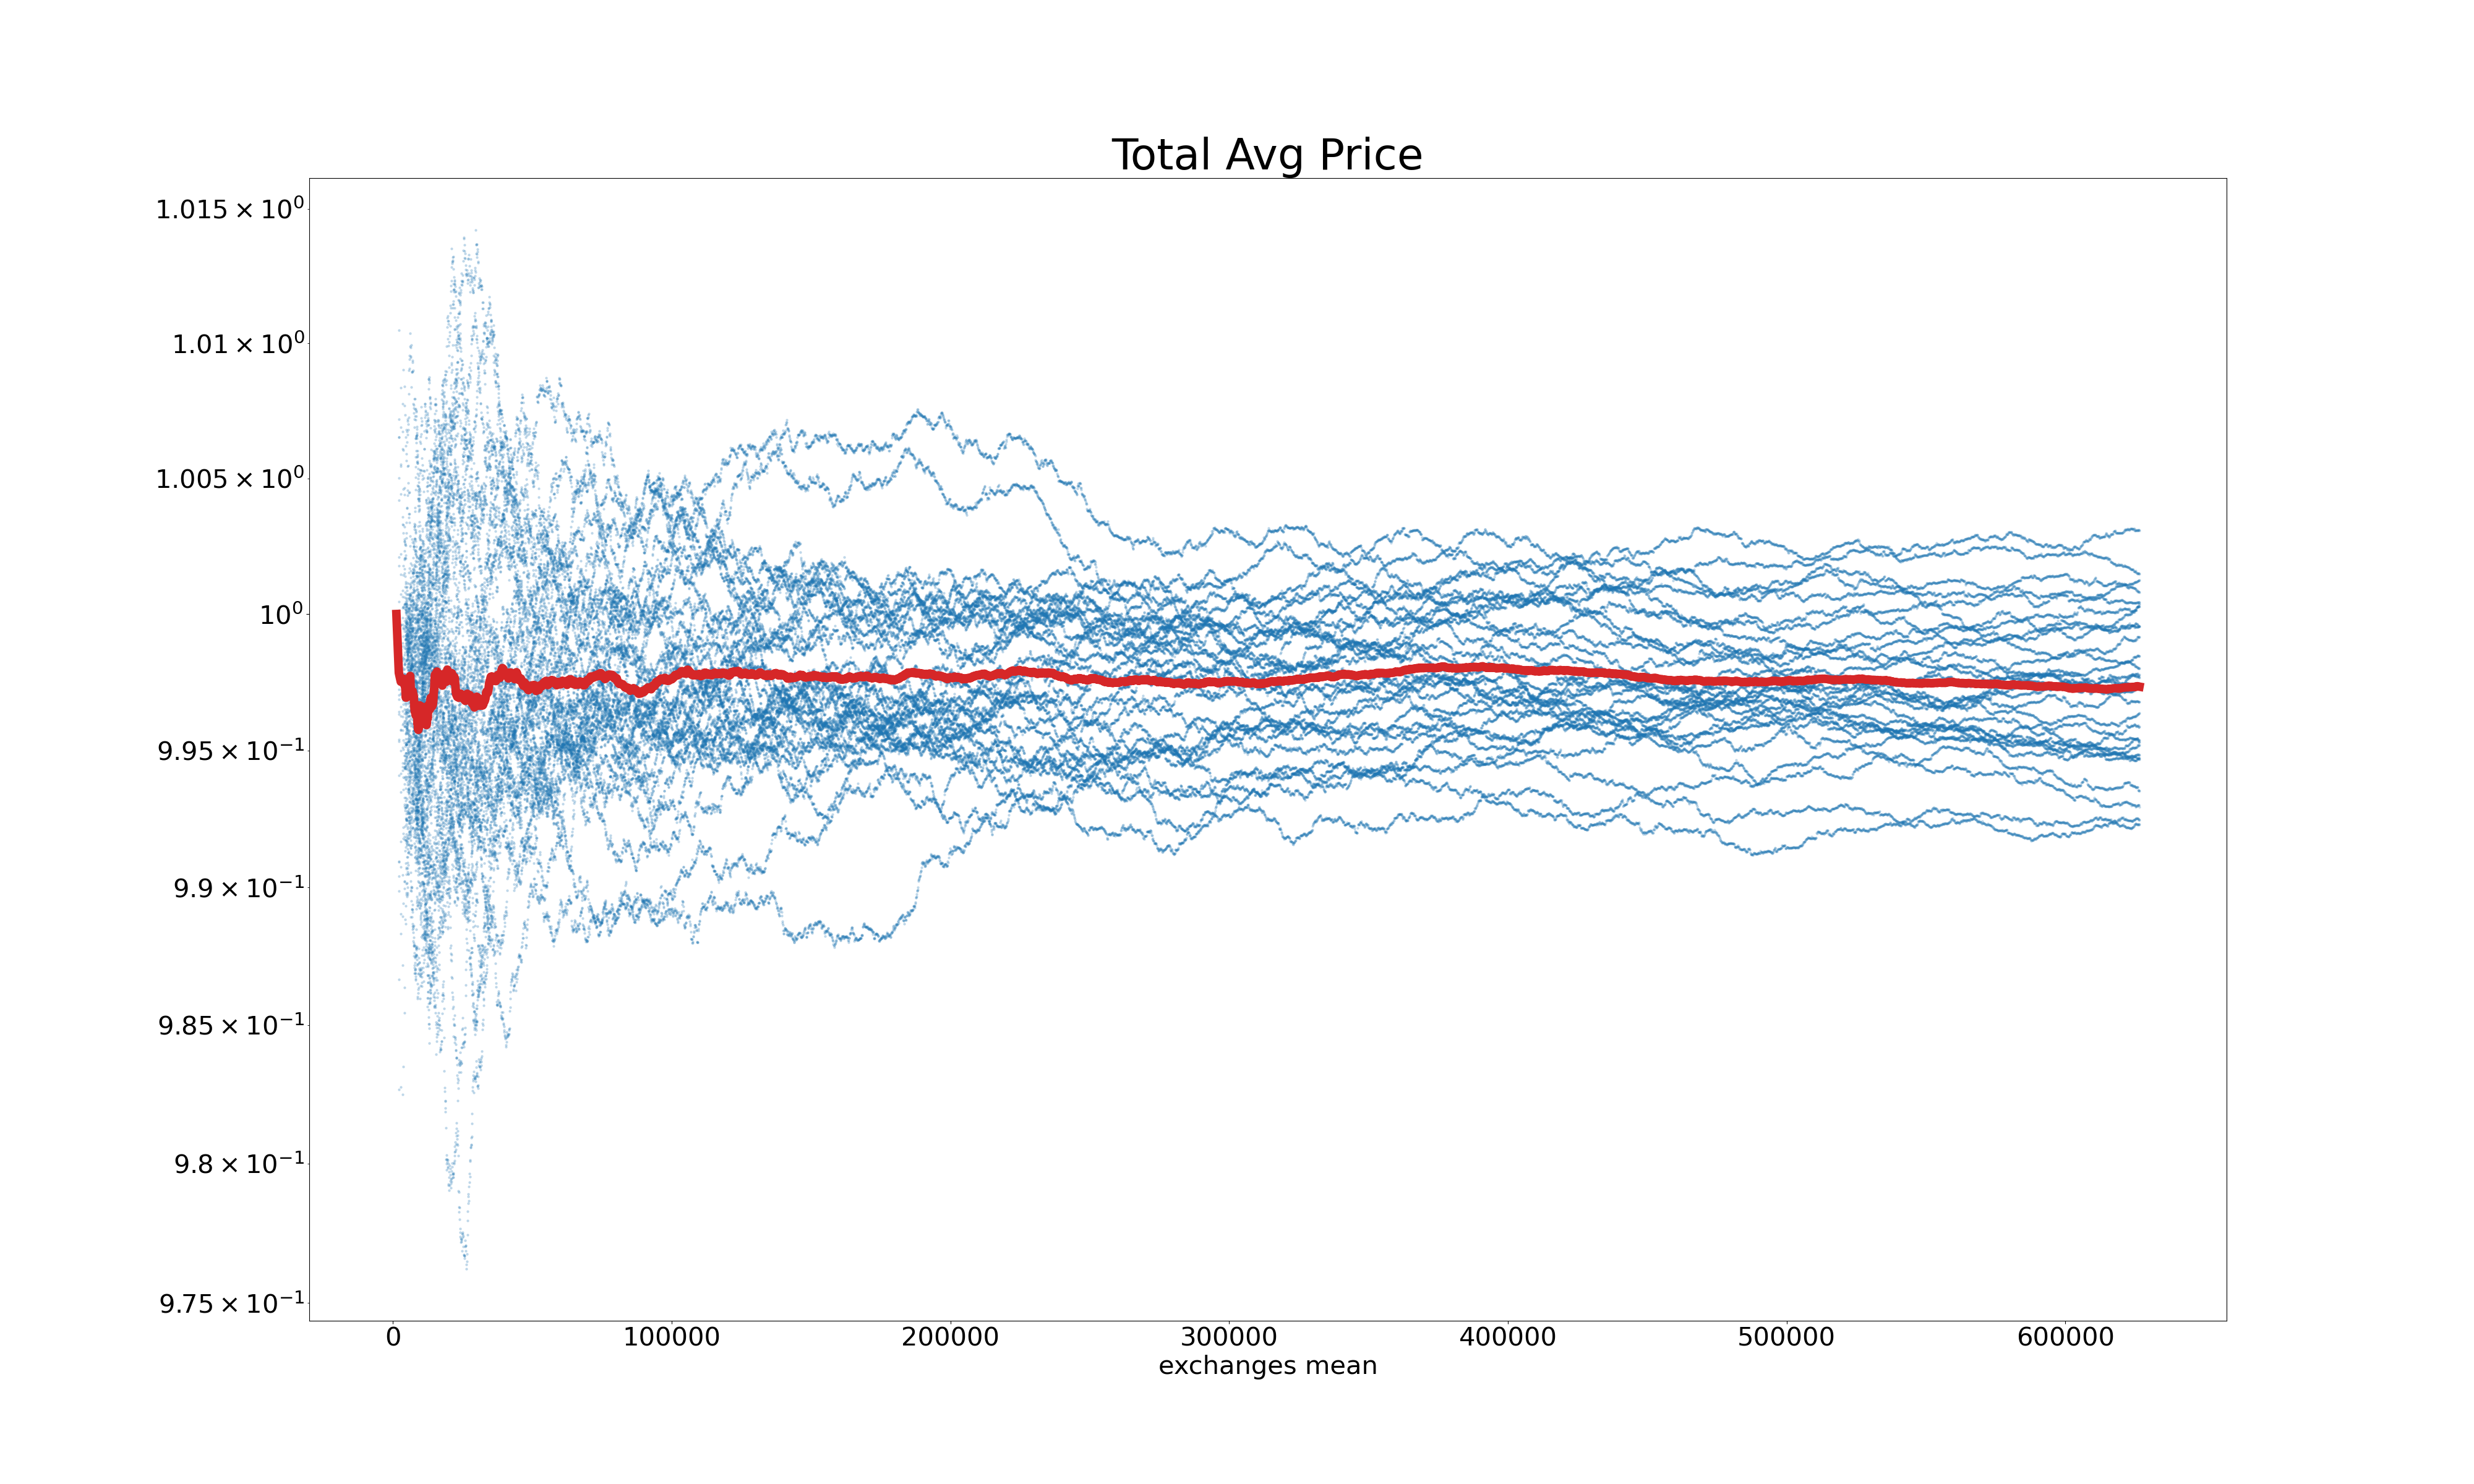 Total Avg Price
1.015 × 10⁰
1.01 × 10⁰
1.005 × 10⁰
10⁰
9.95 × 10⁻¹
9.9 × 10⁻¹
9.85 × 10⁻¹
9.8 × 10⁻¹
9.75 × 10⁻¹
0 100000 200000 300000 400000 500000 600000
exchanges mean